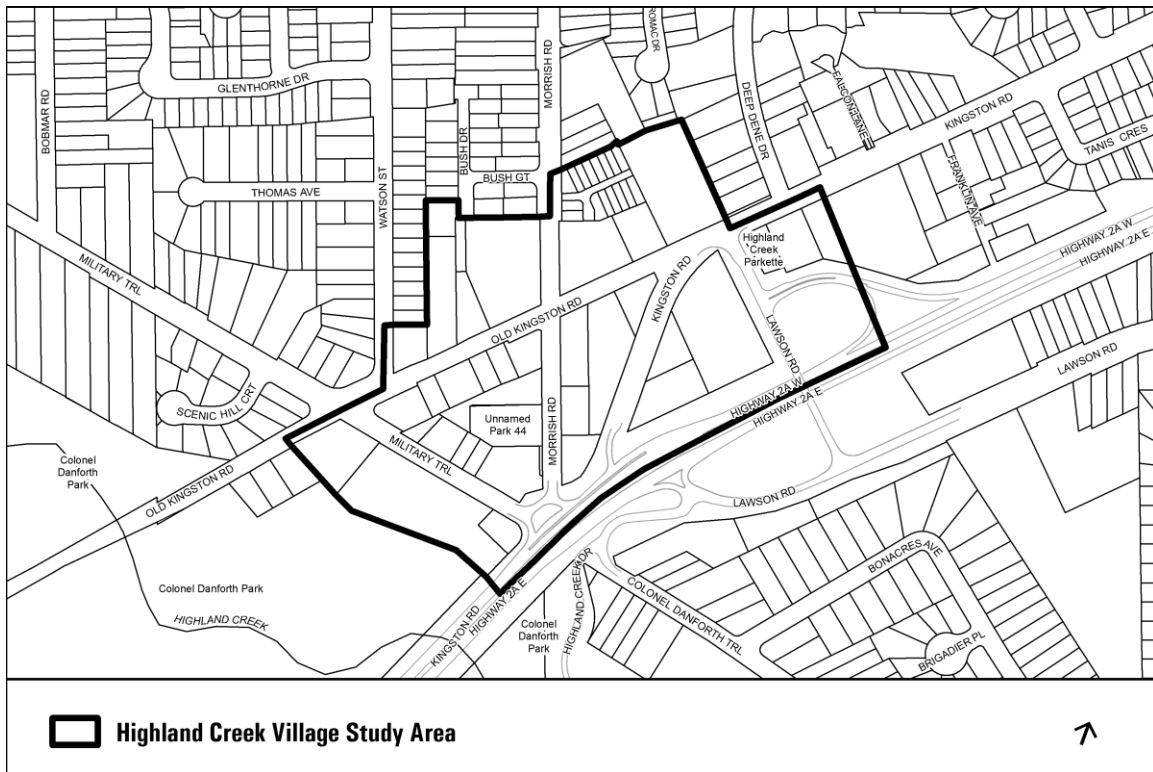 BOBMAR RD
GLENTHORNE DR
MORRISH RD
DEEP DENE DR
FALCON LANE
KINGSTON RD
TANIS CRES
FRANKLIN AVE
BUSH DR
BUSH GT
THOMAS AVE
WATSON ST
MILITARY TRL
Highland
Creek
Parkette
HIGHWAY 2A W
HIGHWAY 2A E
KINGSTON RD
OLD KINGSTON RD
LAWSON RD
LAWSON RD
HIGHWAY 2A W
HIGHWAY 2A E
SCENIC HILL CRT
Unnamed
Park 44
MORRISH RD
MILITARY TRL
Colonel
Danforth
Park
OLD KINGSTON RD
LAWSON RD
BONACRES AVE
Colonel Danforth Park
HIGHLAND CREEK
KINGSTON RD
HIGHWAY 2A E
Colonel
Danforth
Park
HIGHLAND CREEK DR
COLONEL DANFORTH TRL
BRIGADIER PL
Highland Creek Village Study Area